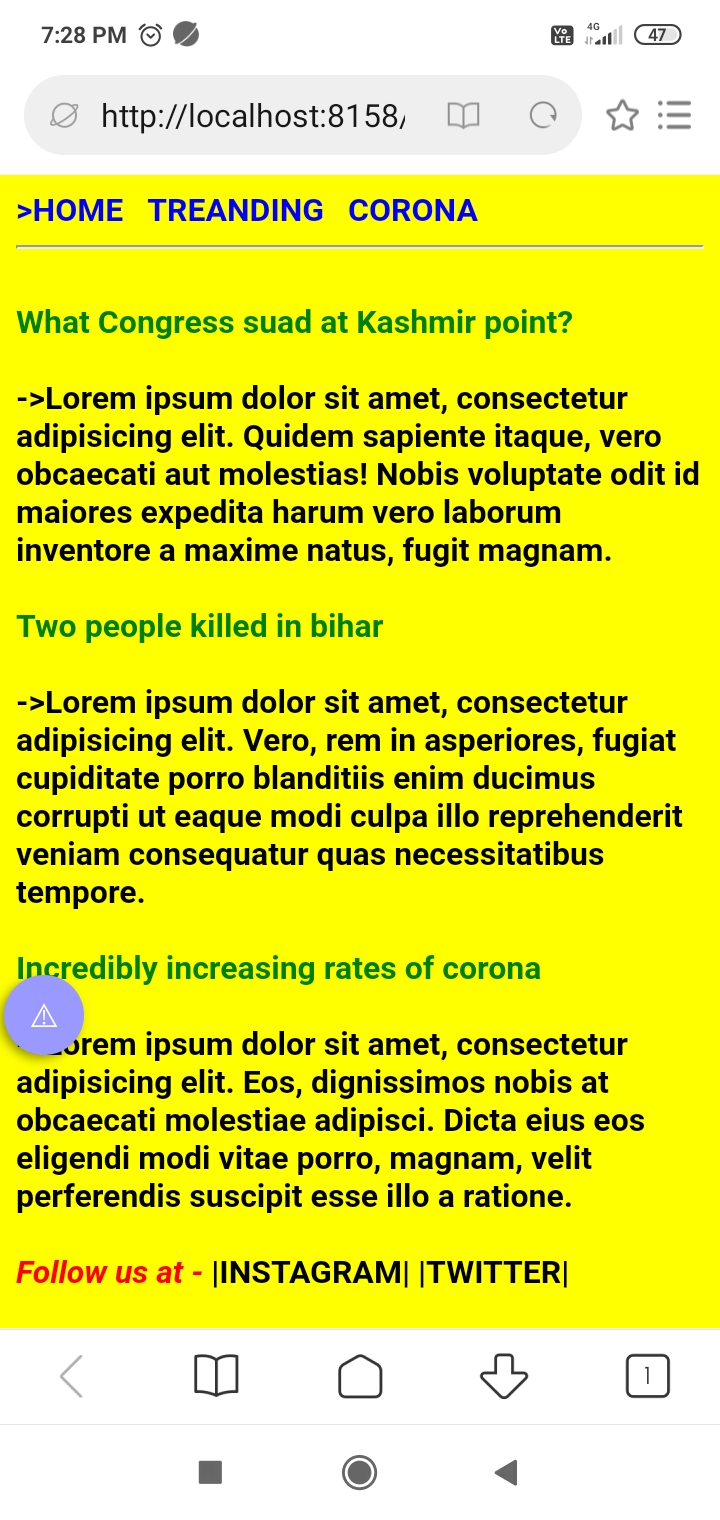 7:28 PM
Vo LTE 4G 47
http://localhost:8158/
>HOME TREANDING CORONA
What Congress suad at Kashmir point?
->Lorem ipsum dolor sit amet, consectetur
adipisicing elit. Quidem sapiente itaque, vero
obcaecati aut molestias! Nobis voluptate odit id
maiores expedita harum vero laborum
inventore a maxime natus, fugit magnam.
Two people killed in bihar
->Lorem ipsum dolor sit amet, consectetur
adipisicing elit. Vero, rem in asperiores, fugiat
cupiditate porro blanditiis enim ducimus
corrupti ut eaque modi culpa illo reprehenderit
veniam consequatur quas necessitatibus
tempore.
Incredibly increasing rates of corona
orem ipsum dolor sit amet, consectetur
adipisicing elit. Eos, dignissimos nobis at
obcaecati molestiae adipisci. Dicta eius eos
eligendi modi vitae porro, magnam, velit
perferendis suscipit esse illo a ratione.
Follow us at - |INSTAGRAM| |TWITTER|
1